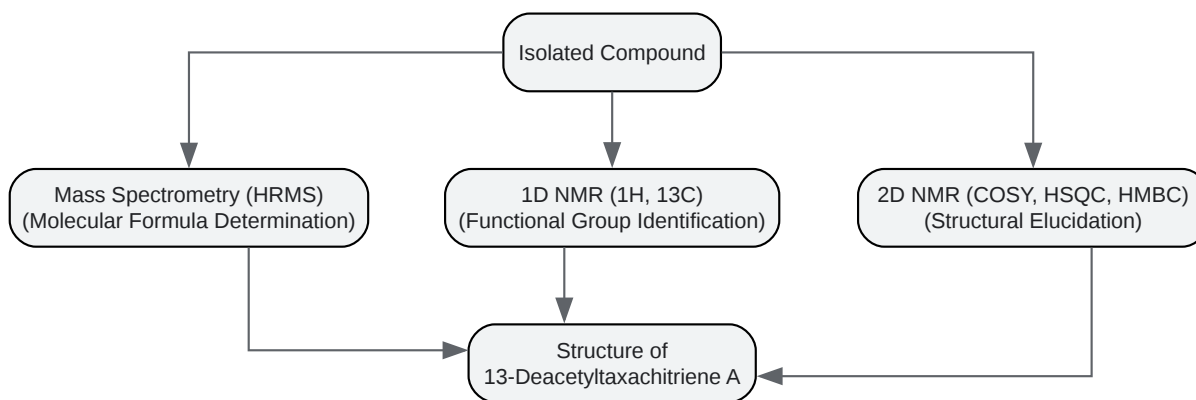 Isolated Compound
Mass Spectrometry (HRMS)
(Molecular Formula Determination)
1D NMR (1H, 13C)
(Functional Group Identification)
2D NMR (COSY, HSQC, HMBC)
(Structural Elucidation)
Structure of
13-Deacetyltaxachitriene A